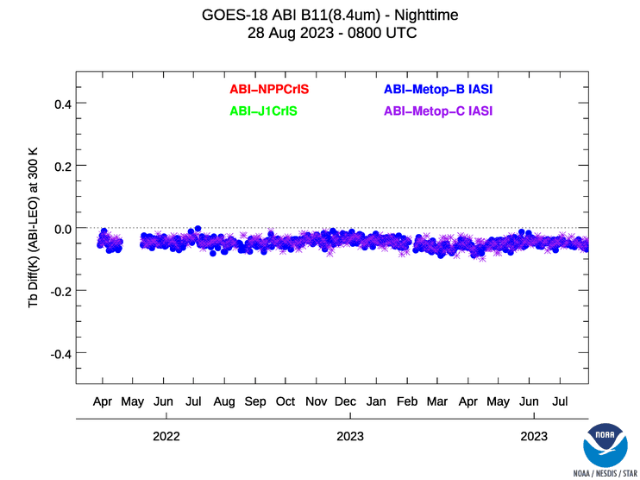 GOES-18 ABI B11(8.4um) - Nighttime
28 Aug 2023 - 0800 UTC
ABI-NPPCrIS ABI-Metop-B IASI
ABI-J1CrIS ABI-Metop-C IASI
Tb Diff(K) (ABI-LEO) at 300 K
0.4
0.2
0.0
-0.2
-0.4
Apr May Jun Jul Aug Sep Oct Nov Dec Jan Feb Mar Apr May Jun Jul
2022 2023 2023
NOAA
NOAA / NESDIS / STAR